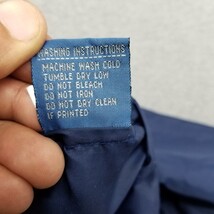 WASHING INSTRUCTIONS
MACHINE WASH COLD
TUMBLE DRY LOW
DO NOT BLEACH
DO NOT IRON
DO NOT DRY CLEAN
IF PRINTED